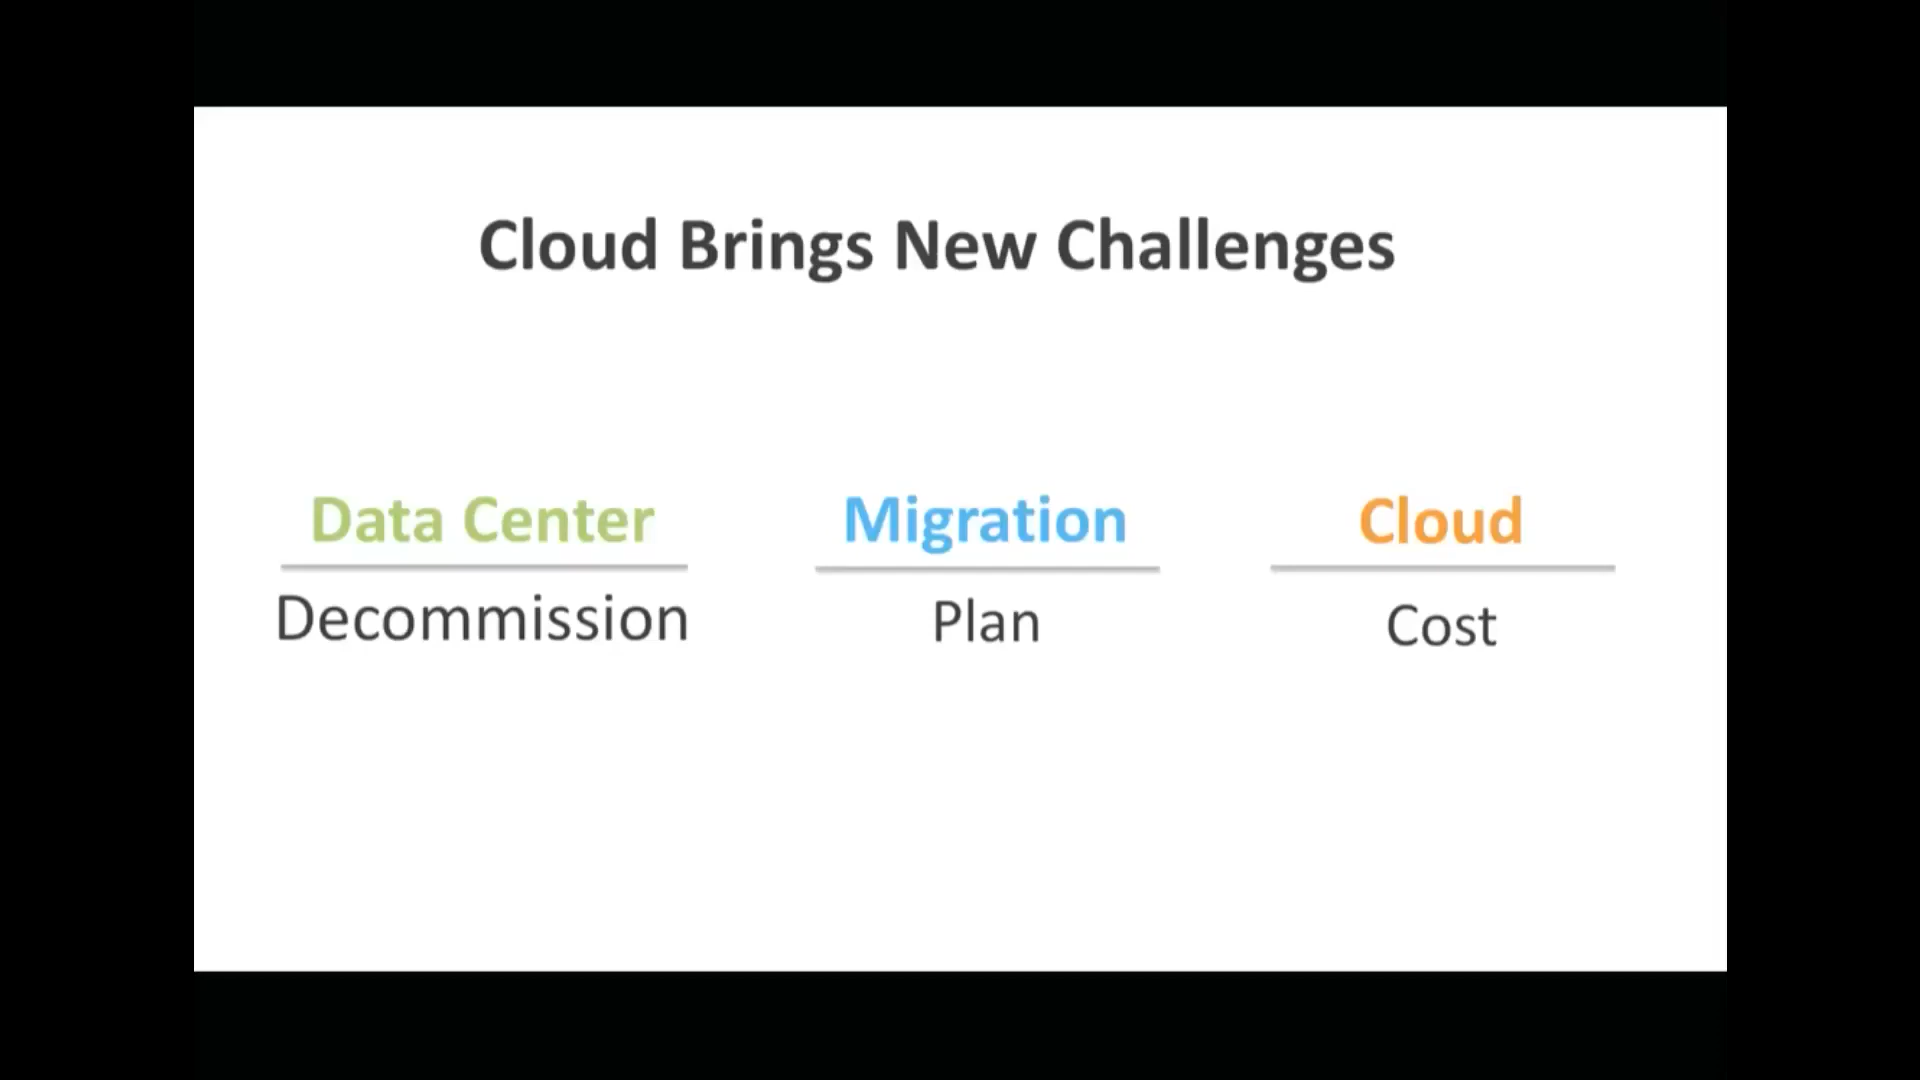 Cloud Brings New Challenges
Data Center
Decommission
Migration
Plan
Cloud
Cost